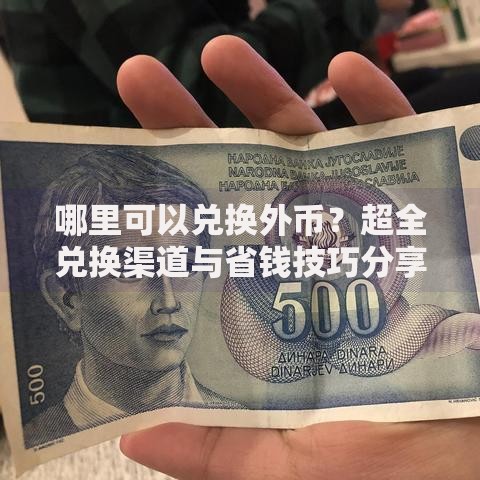 НАРОДНА БАНКА ЈУГОСЛАВИЈЕ
NARODNA BANKA JUGOSLAVIJE
哪里可以兑换外币？超全
兑换渠道与省钱技巧分享
500
500
ДИНАРА-DINARA
DINARJEV-ДИНАРИ